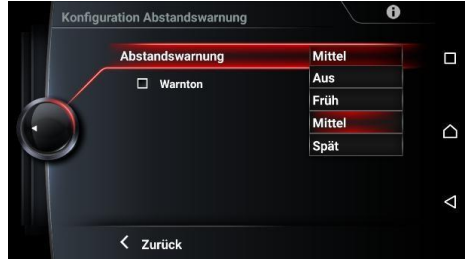 Konfiguration Abstandswarnung
Abstandswarnung Mittel
Aus
Warnton
Früh
Mittel
Spät
Zurück